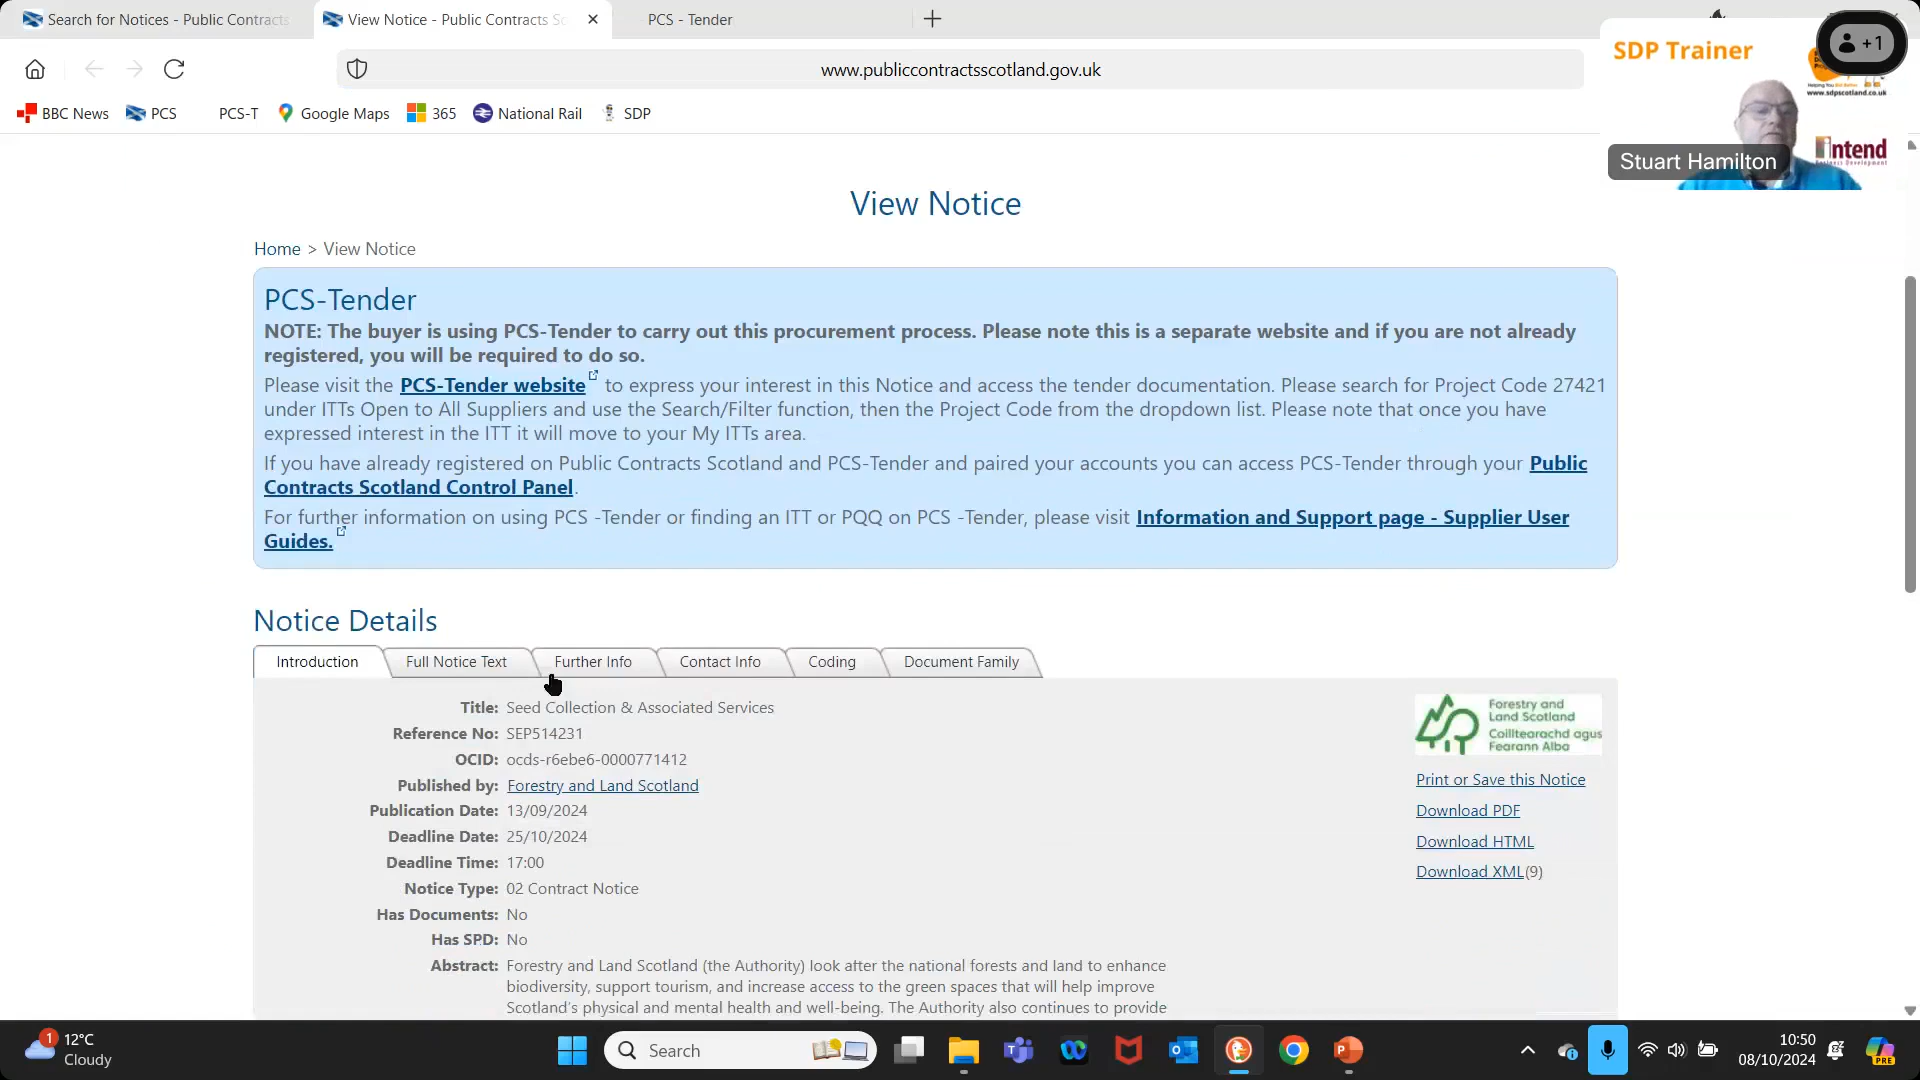 Search for Notices - Public Contracts
View Notice - Public Contracts Sc
PCS - Tender
SDP Trainer
+1
www.publiccontractsscotland.gov.uk
www.sdpscotland.co.uk
BBC News
PCS
PCS-T
Google Maps
365
National Rail
SDP
Stuart Hamilton
intend
View Notice
Home > View Notice
PCS-Tender
NOTE: The buyer is using PCS-Tender to carry out this procurement process. Please note this is a separate website and if you are not already
registered, you will be required to do so.
Please visit the PCS-Tender website to express your interest in this Notice and access the tender documentation. Please search for Project Code 27421
under ITTs Open to All Suppliers and use the Search/Filter function, then the Project Code from the dropdown list. Please note that once you have
expressed interest in the ITT it will move to your My ITTs area.
If you have already registered on Public Contracts Scotland and PCS-Tender and paired your accounts you can access PCS-Tender through your Public
Contracts Scotland Control Panel.
For further information on using PCS -Tender or finding an ITT or PQQ on PCS -Tender, please visit Information and Support page - Supplier User
Guides.
Notice Details
Introduction
Full Notice Text
Further Info
Contact Info
Coding
Document Family
Title: Seed Collection & Associated Services
Reference No: SEP514231
OCID: ocds-r6ebe6-0000771412
Published by: Forestry and Land Scotland
Publication Date: 13/09/2024
Deadline Date: 25/10/2024
Deadline Time: 17:00
Notice Type: 02 Contract Notice
Has Documents: No
Has SPD: No
Abstract: Forestry and Land Scotland (the Authority) look after the national forests and land to enhance
biodiversity, support tourism, and increase access to the green spaces that will help improve
Scotland's physical and mental health and well-being. The Authority also continues to provide
Forestry and
Land Scotland
Coilltearachd agus
Fearann Alba
Print or Save this Notice
Download PDF
Download HTML
Download XML(9)
1
12°C
Cloudy
Search
10:50
08/10/2024
PRE